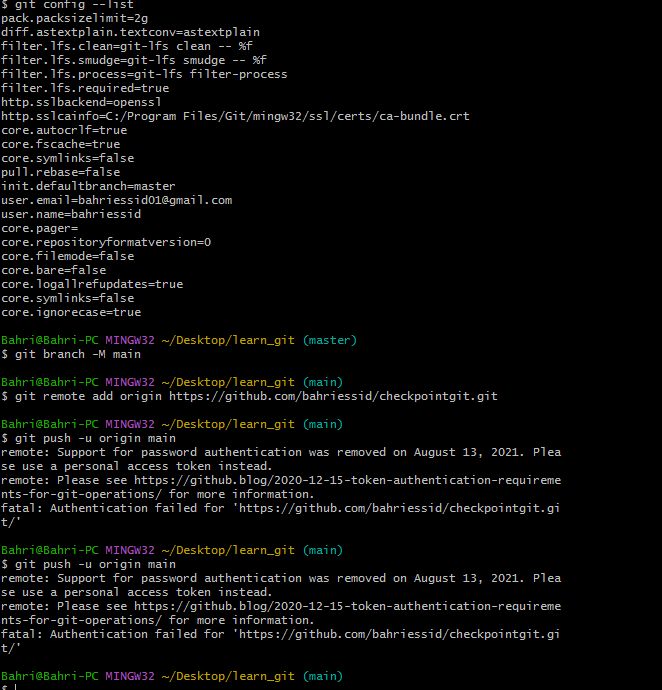 $ git config --list
pack.packsizelimit=2g
diff.astextplain.textconv=astextplain
filter.lfs.clean=git-lfs clean -- %f
filter.lfs.smudge=git-lfs smudge -- %f
filter.lfs.process=git-lfs filter-process
filter.lfs.required=true
http.sslbackend=openssl
http.sslcainfo=C:/Program Files/Git/mingw32/ssl/certs/ca-bundle.crt
core.autocrlf=true
core.fscache=true
core.symlinks=false
pull.rebase=false
init.defaultbranch=master
user.email=bahriessid01@gmail.com
user.name=bahriessid
core.pager=
core.repositoryformatversion=0
core.filemode=false
core.bare=false
core.logallrefupdates=true
core.symlinks=false
core.ignorecase=true
Bahri@Bahri-PC MINGW32 ~/Desktop/learn_git (master)
$ git branch -M main
Bahri@Bahri-PC MINGW32 ~/Desktop/learn_git (main)
$ git remote add origin https://github.com/bahriessid/checkpointgit.git
Bahri@Bahri-PC MINGW32 ~/Desktop/learn_git (main)
$ git push -u origin main
remote: Support for password authentication was removed on August 13, 2021. Plea
se use a personal access token instead.
remote: Please see https://github.blog/2020-12-15-token-authentication-requireme
nts-for-git-operations/ for more information.
fatal: Authentication failed for 'https://github.com/bahriessid/checkpointgit.gi
t/'
Bahri@Bahri-PC MINGW32 ~/Desktop/learn_git (main)
$ git push -u origin main
remote: Support for password authentication was removed on August 13, 2021. Plea
se use a personal access token instead.
remote: Please see https://github.blog/2020-12-15-token-authentication-requireme
nts-for-git-operations/ for more information.
fatal: Authentication failed for 'https://github.com/bahriessid/checkpointgit.gi
t/'
Bahri@Bahri-PC MINGW32 ~/Desktop/learn_git (main)
$